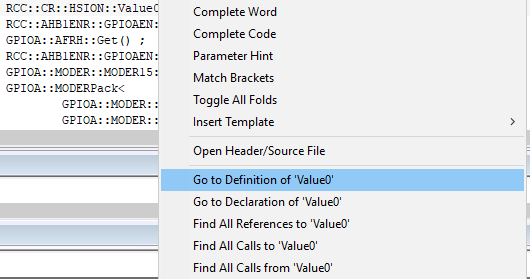 RCC::CR::HSION::Value0
RCC::AHB1ENR::GPIOAEN:
GPIOA::AFRH::Get() ;
RCC::AHB1ENR::GPIOAEN:
GPIOA::MODER::MODER15:
GPIOA::MODERPack<
GPIOA::MODER::
GPIOA::MODER::
Complete Word
Complete Code
Parameter Hint
Match Brackets
Toggle All Folds
Insert Template
Open Header/Source File
Go to Definition of 'Value0'
Go to Declaration of 'Value0'
Find All References to 'Value0'
Find All Calls to 'Value0'
Find All Calls from 'Value0'